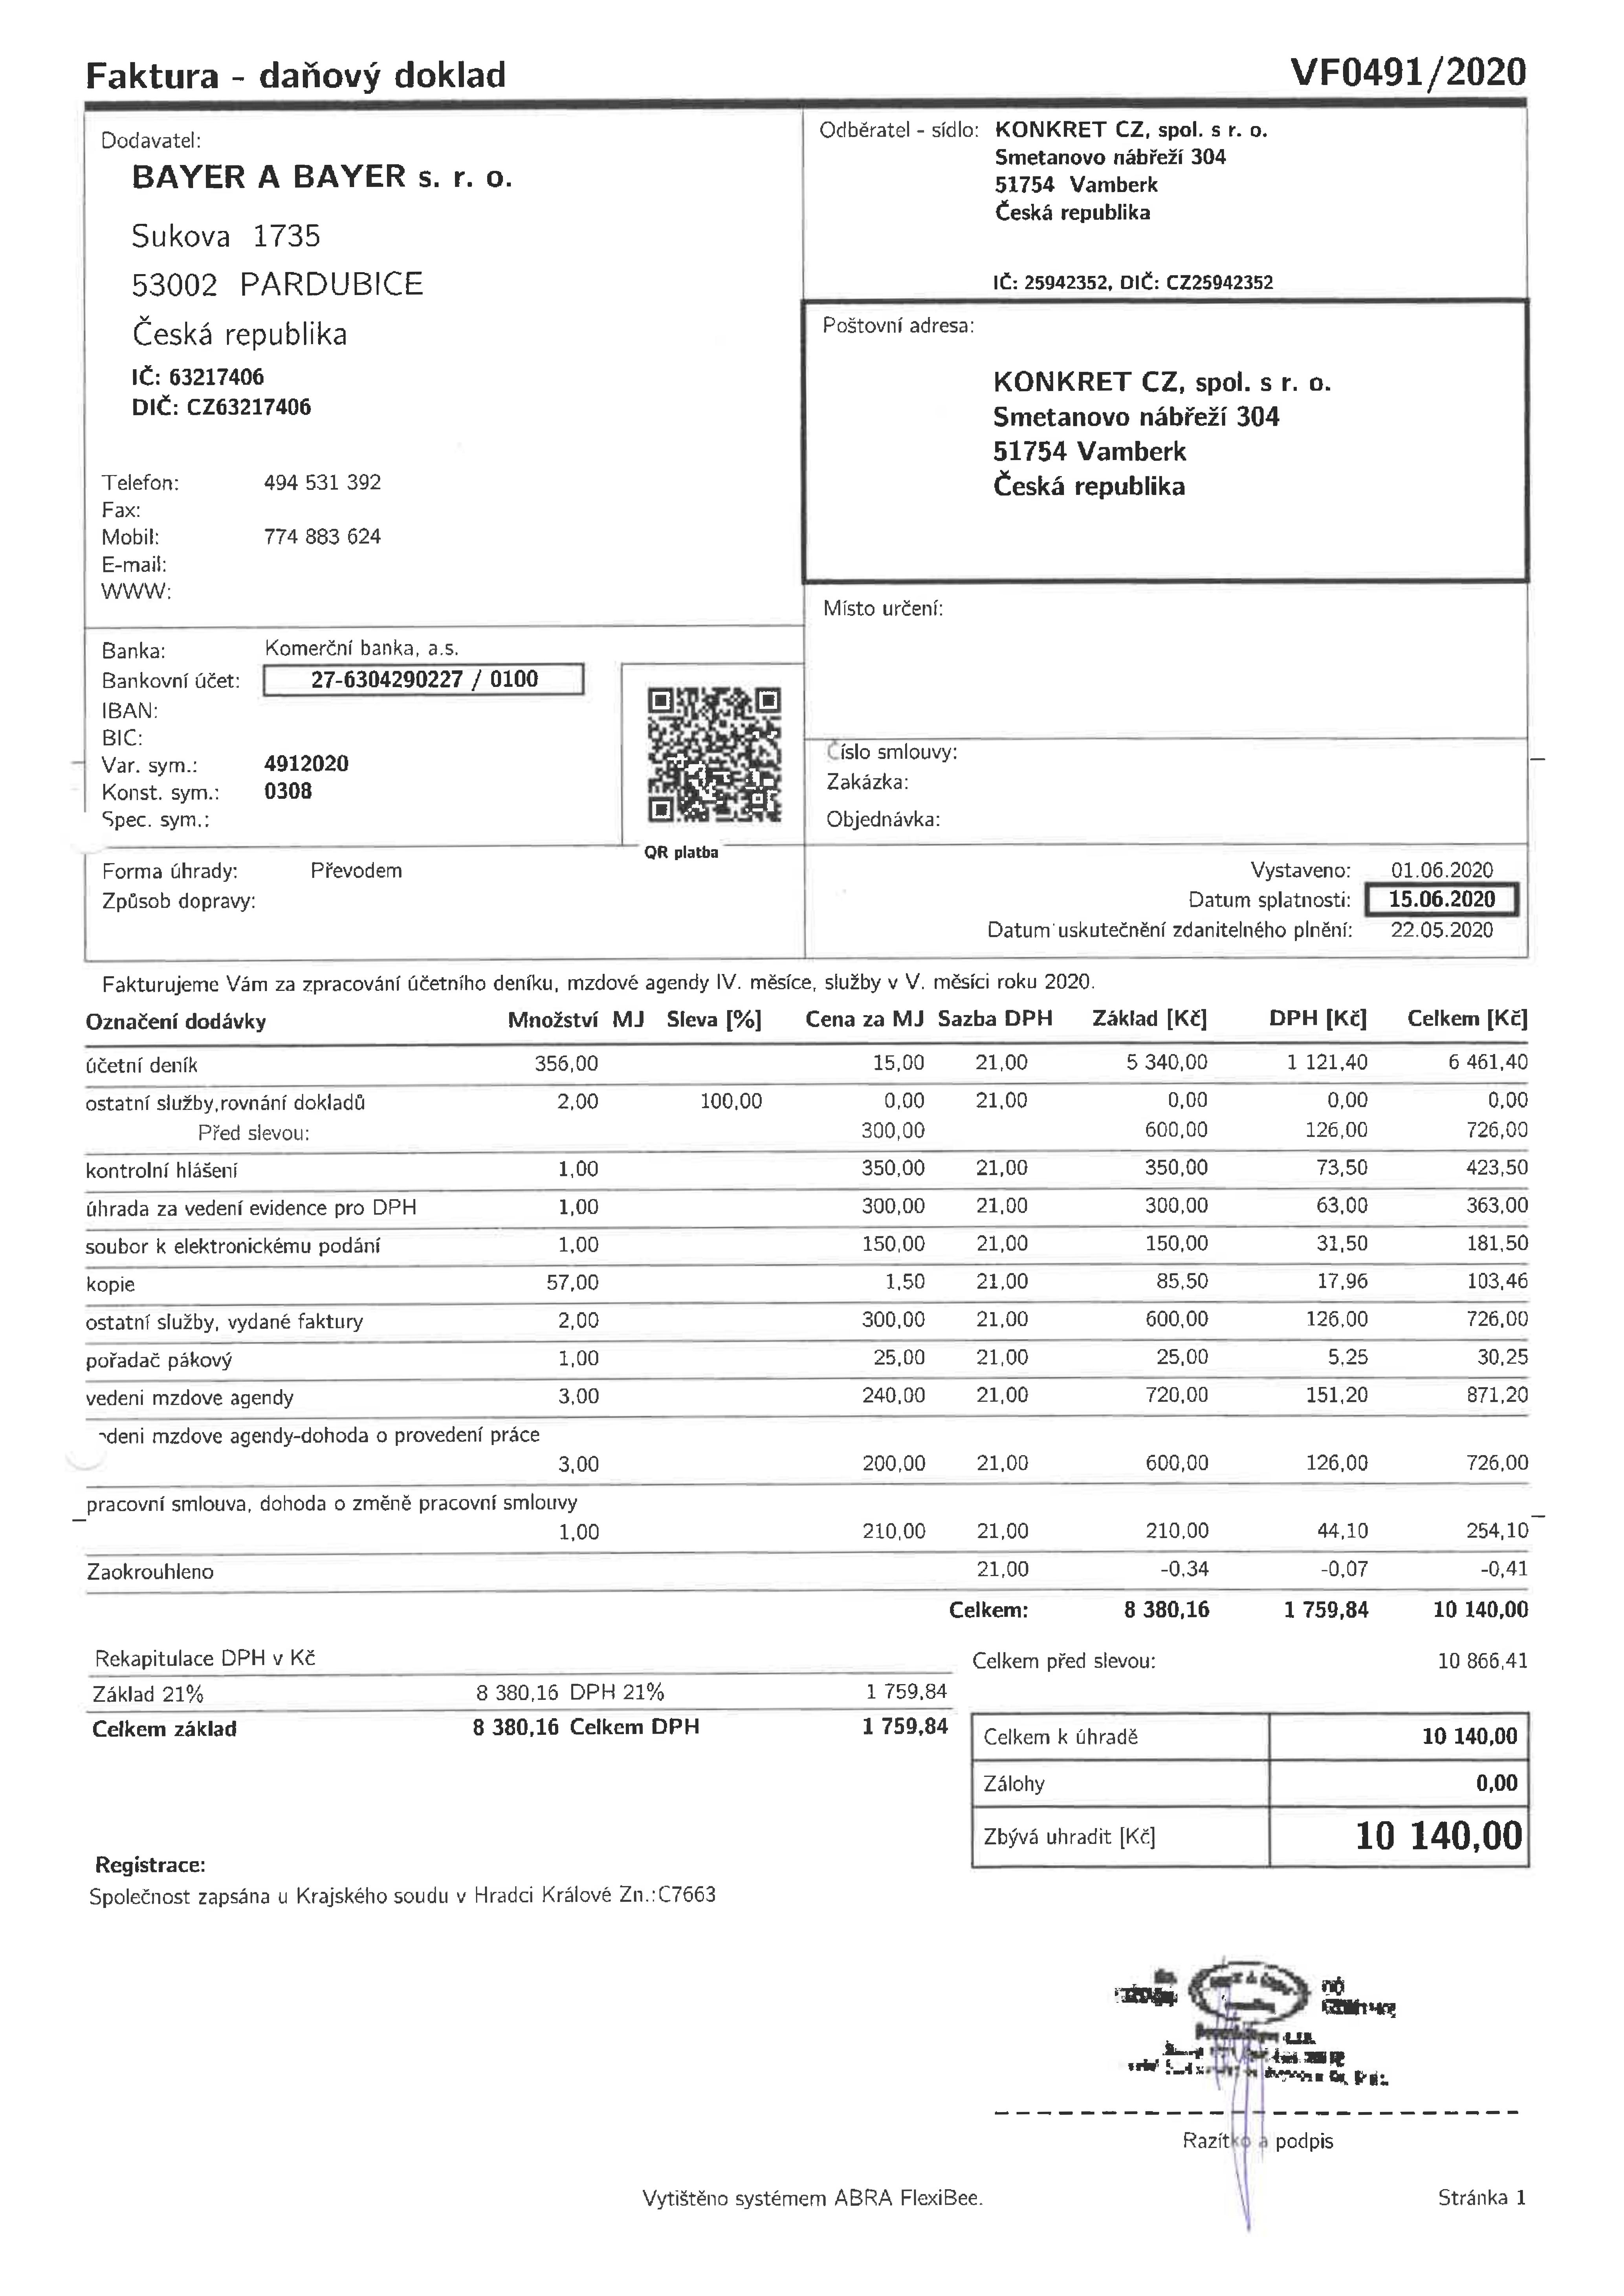 Faktura - daňový doklad
VF0491/2020
Dodavatel:
BAYER A BAYER s. r. o.
Sukova 1735
53002 PARDUBICE
Česká republika
IČ: 63217406
DIČ: CZ63217406
Telefon: 494 531 392
Fax:
Mobil: 774 883 624
E-mail:
WWW:
Odběratel - sídlo: KONKRET CZ, spol. s r. o.
Smetanovo nábřeží 304
51754 Vamberk
Česká republika
IČ: 25942352, DIČ: CZ25942352
Poštovní adresa:
KONKRET CZ, spol. s r. o.
Smetanovo nábřeží 304
51754 Vamberk
Česká republika
Místo určení:
Banka: Komerční banka, a.s.
Bankovní účet: 27-6304290227 / 0100
IBAN:
BIC:
Var. sym.: 4912020
Konst. sym.: 0308
Spec. sym.:
QR platba
Číslo smlouvy:
Zakázka:
Objednávka:
Forma úhrady: Převodem
Způsob dopravy:
Vystaveno: 01.06.2020
Datum splatnosti: 15.06.2020
Datum uskutečnění zdanitelného plnění: 22.05.2020
Fakturujeme Vám za zpracování účetního deníku, mzdové agendy IV. měsíce, služby v V. měsíci roku 2020.
Označení dodávky Množství MJ Sleva [%] Cena za MJ Sazba DPH Základ [Kč] DPH [Kč] Celkem [Kč]
účetní deník 356,00 15,00 21,00 5 340,00 1 121,40 6 461,40
ostatní služby,rovnání dokladů 2,00 100,00 0,00 21,00 0,00 0,00 0,00
Před slevou: 300,00 600,00 126,00 726,00
kontrolní hlášení 1,00 350,00 21,00 350,00 73,50 423,50
úhrada za vedení evidence pro DPH 1,00 300,00 21,00 300,00 63,00 363,00
soubor k elektronickému podání 1,00 150,00 21,00 150,00 31,50 181,50
kopie 57,00 1,50 21,00 85,50 17,96 103,46
ostatní služby, vydané faktury 2,00 300,00 21,00 600,00 126,00 726,00
pořadač pákový 1,00 25,00 21,00 25,00 5,25 30,25
vedeni mzdove agendy 3,00 240,00 21,00 720,00 151,20 871,20
deni mzdove agendy-dohoda o provedení práce
3,00 200,00 21,00 600,00 126,00 726,00
pracovní smlouva, dohoda o změně pracovní smlouvy
1,00 210,00 21,00 210,00 44,10 254,10
Zaokrouhleno 21,00 -0,34 -0,07 -0,41
Celkem: 8 380,16 1 759,84 10 140,00
Rekapitulace DPH v Kč
Základ 21% 8 380,16 DPH 21% 1 759,84
Celkem základ 8 380,16 Celkem DPH 1 759,84
Celkem před slevou: 10 866,41
Celkem k úhradě 10 140,00
Zálohy 0,00
Zbývá uhradit [Kč] 10 140,00
Registrace:
Společnost zapsána u Krajského soudu v Hradci Králové Zn.:C7663
Razítko a podpis
Vytištěno systémem ABRA FlexiBee.
Stránka 1